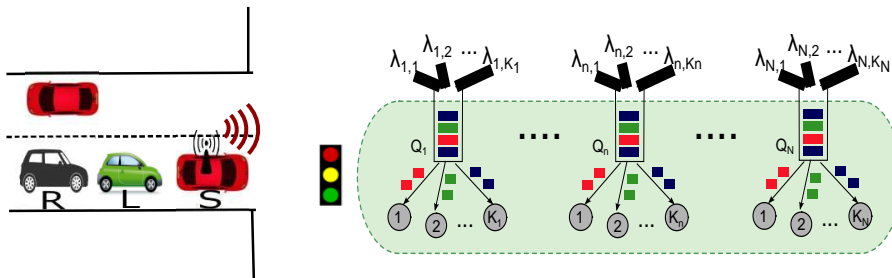 R L S
λ1,1 λ1,2 ... λ1,K1
λn,1 λn,2 ... λn,Kn
λN,1 λN,2 ... λN,KN
.... ....
Q1 Qn QN
1 2 ... K1
1 2 ... Kn
1 2 ... KN